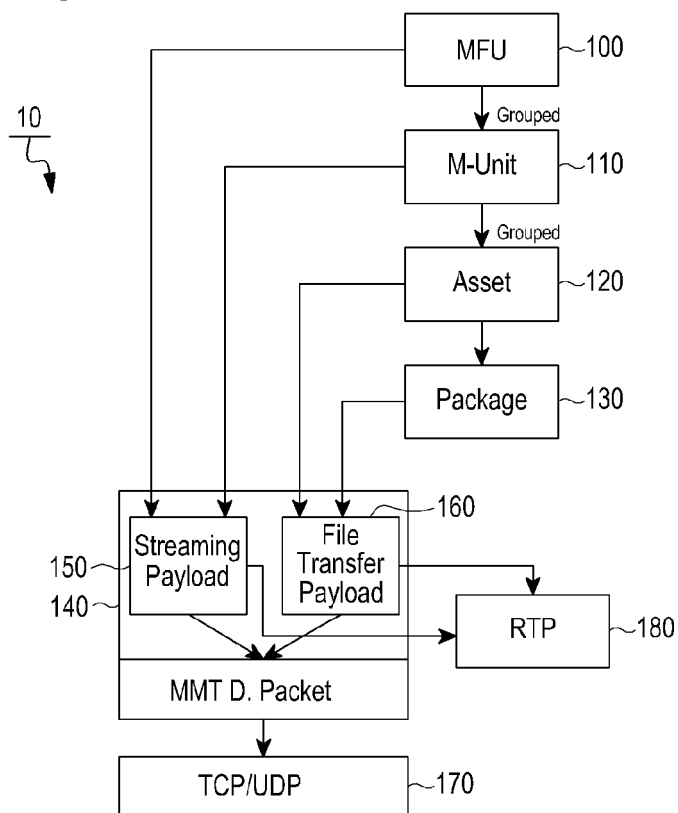 MFU
100
10
Grouped
M-Unit
110
Grouped
Asset
120
Package
130
160
Streaming
Payload
File
Transfer
Payload
150
140
RTP
180
MMT D. Packet
TCP/UDP
170